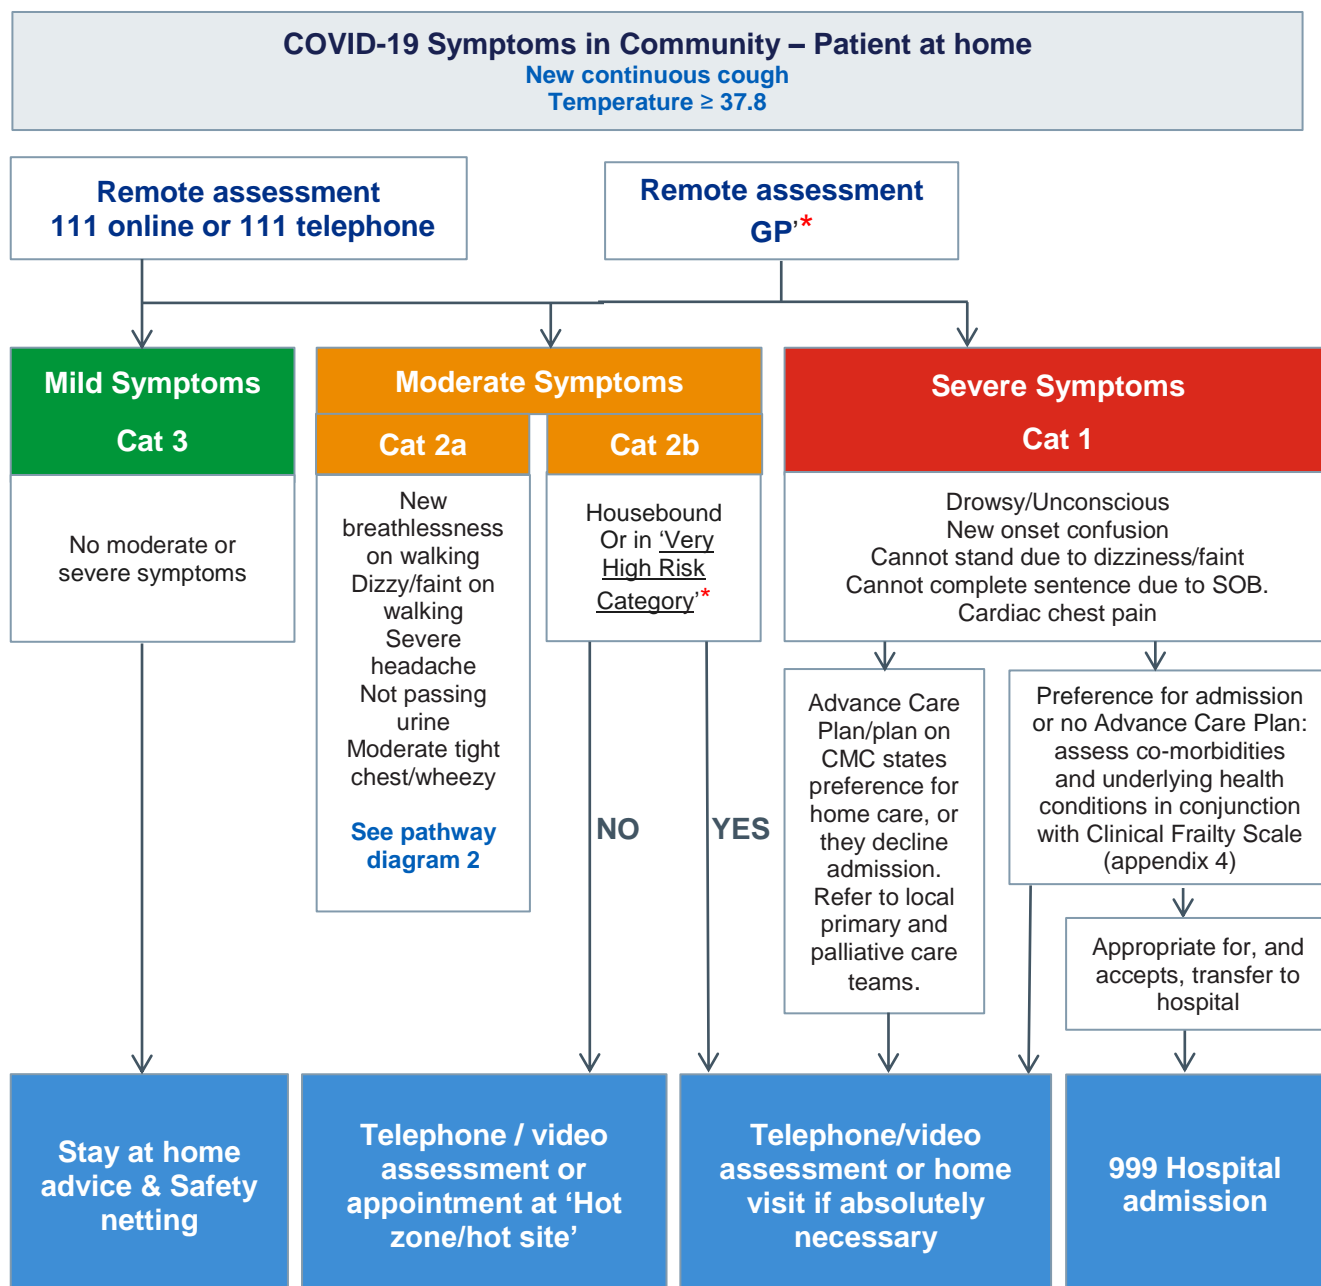 COVID-19 Symptoms in Community – Patient at home
New continuous cough
Temperature ≥ 37.8
Remote assessment
111 online or 111 telephone
Remote assessment
GP’*
Mild Symptoms
Cat 3
Moderate Symptoms
Cat 2a
Cat 2b
Severe Symptoms
Cat 1
No moderate or
severe symptoms
New
breathlessness
on walking
Dizzy/faint on
walking
Severe
headache
Not passing
urine
Moderate tight
chest/wheezy
See pathway
diagram 2
Housebound
Or in ‘Very
High Risk
Category’*
Drowsy/Unconscious
New onset confusion
Cannot stand due to dizziness/faint
Cannot complete sentence due to SOB.
Cardiac chest pain
NO
YES
Advance Care
Plan/plan on
CMC states
preference for
home care, or
they decline
admission.
Refer to local
primary and
palliative care
teams.
Preference for admission
or no Advance Care Plan:
assess co-morbidities
and underlying health
conditions in conjunction
with Clinical Frailty Scale
(appendix 4)
Appropriate for, and
accepts, transfer to
hospital
Stay at home
advice & Safety
netting
Telephone / video
assessment or
appointment at ‘Hot
zone/hot site’
Telephone/video
assessment or home
visit if absolutely
necessary
999 Hospital
admission